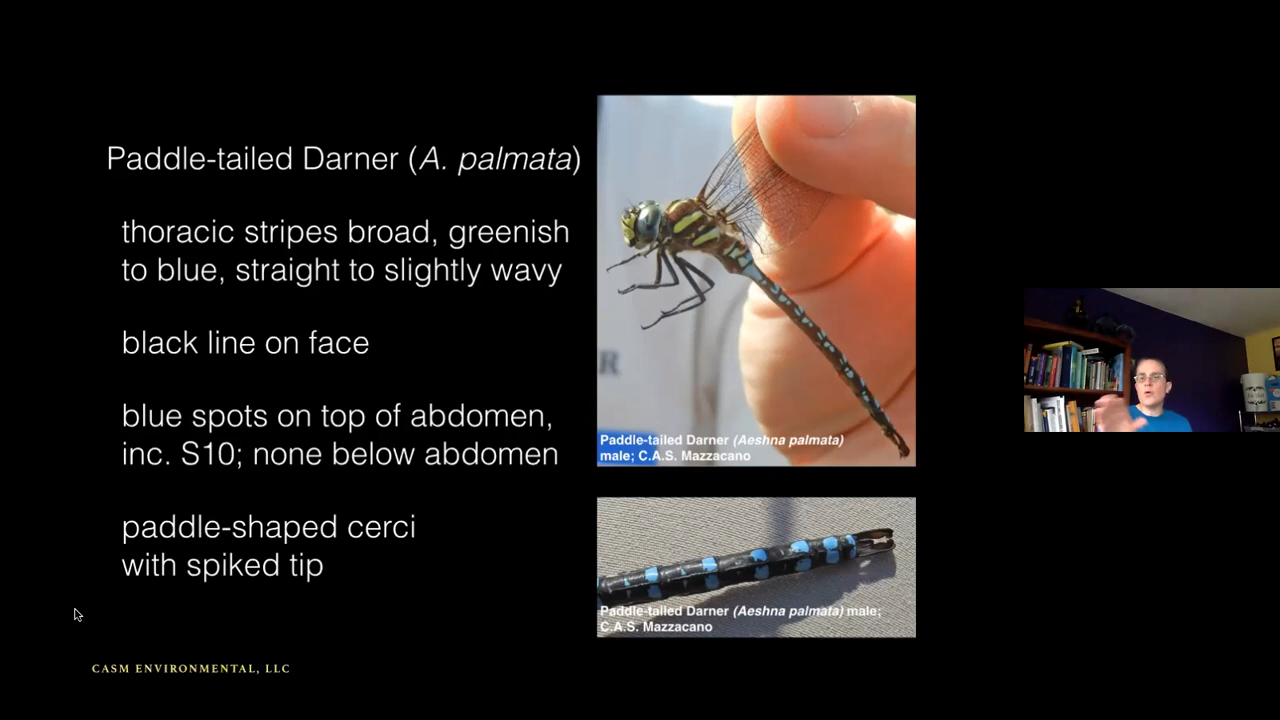 Paddle-tailed Darner (A. palmata)
thoracic stripes broad, greenish
to blue, straight to slightly wavy
black line on face
blue spots on top of abdomen,
inc. S10; none below abdomen
paddle-shaped cerci
with spiked tip
R
Paddle-tailed Darner (Aeshna palmata)
male; C.A.S. Mazzacano
Paddle-tailed Darner (Aeshna palmata) male;
C.A.S. Mazzacano
CASM ENVIRONMENTAL, LLC